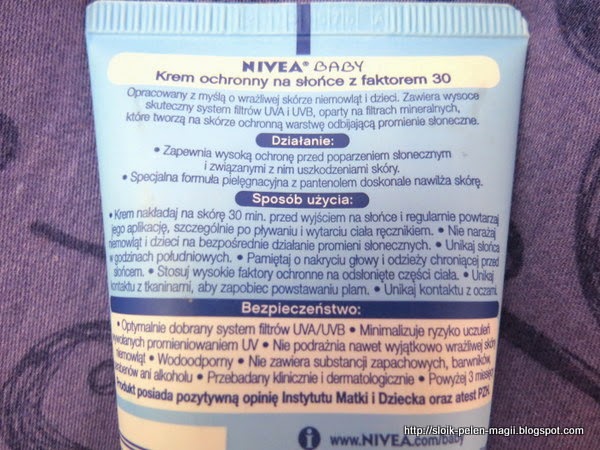 NIVEA® BABY
Krem ochronny na słońce z faktorem 30
Opracowany z myślą o wrażliwej skórze niemowląt i dzieci. Zawiera wysoce
skuteczny system filtrów UVA i UVB, oparty na filtrach mineralnych,
które tworzą na skórze ochronną warstwę odbijającą promienie słoneczne.
Działanie:
• Zapewnia wysoką ochronę przed poparzeniem słonecznym
i związanymi z nim uszkodzeniami skóry.
• Specjalna formuła pielęgnacyjna z pantenolem doskonale nawilża skórę.
Sposób użycia:
• Krem nakładaj na skórę 30 min. przed wyjściem na słońce i regularnie powtarzaj
jego aplikację, szczególnie po pływaniu i wytarciu ciała ręcznikiem. • Nie narażaj
niemowląt i dzieci na bezpośrednie działanie promieni słonecznych. • Unikaj słońca
w godzinach południowych. • Pamiętaj o nakryciu głowy i odzieży chroniącej przed
słońcem. • Stosuj wysokie faktory ochronne na odsłonięte części ciała. • Unikaj
kontaktu z tkaninami, aby zapobiec powstawaniu plam. • Unikaj kontaktu z oczami.
Bezpieczeństwo:
• Optymalnie dobrany system filtrów UVA/UVB • Minimalizuje ryzyko uczuleń
wywołanych promieniowaniem UV • Nie podrażnia nawet wyjątkowo wrażliwej skóry
niemowląt • Wodoodporny • Nie zawiera substancji zapachowych, barwników,
parabenów ani alkoholu • Przebadany klinicznie i dermatologicznie • Powyżej 3 miesięcy
Produkt posiada pozytywną opinię Instytutu Matki i Dziecka oraz atest PZH.
i www.NIVEA.com/baby
http://sloik-pelen-magii.blogspot.com